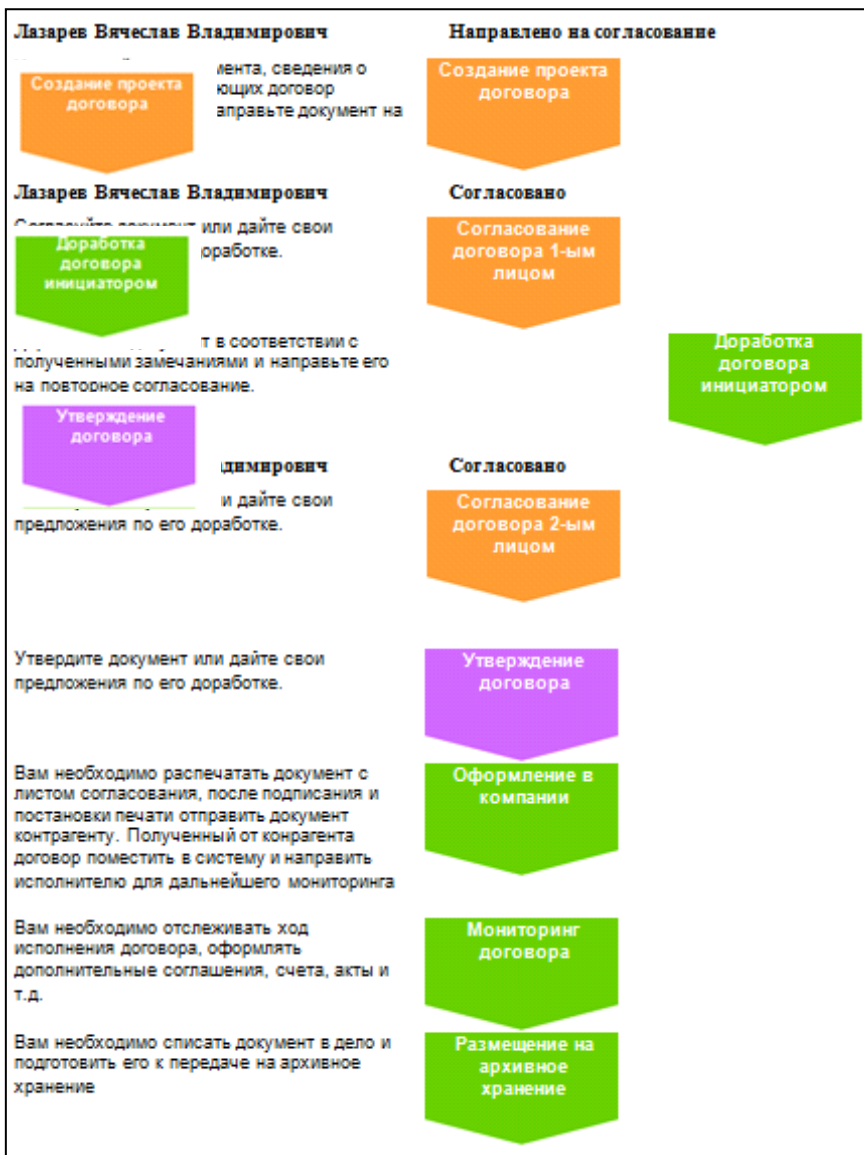 Лазарев Вячеслав Владимирович
Направлено на согласование
мента, сведения о
ющих договор
аправьте документ на
Создание проекта
договора
Создание проекта
договора
Лазарев Вячеслав Владимирович
Согласовано
или дайте свои
доработке.
Доработка
договора
инициатором
Согласование
договора 1-ым
лицом
т в соответствии с
полученными замечаниями и направьте его
на повторное согласование.
Доработка
договора
инициатором
Утверждение
договора
адимирович
Согласовано
и дайте свои
предложения по его доработке.
Согласование
договора 2-ым
лицом
Утвердите документ или дайте свои
предложения по его доработке.
Утверждение
договора
Вам необходимо распечатать документ с
листом согласования, после подписания и
постановки печати отправить документ
контрагенту. Полученный от конрагента
договор поместить в систему и направить
исполнителю для дальнейшего мониторинга
Оформление в
компании
Вам необходимо отслеживать ход
исполнения договора, оформлять
дополнительные соглашения, счета, акты и
т.д.
Мониторинг
договора
Вам необходимо списать документ в дело и
подготовить его к передаче на архивное
хранение
Размещение на
архивное
хранение